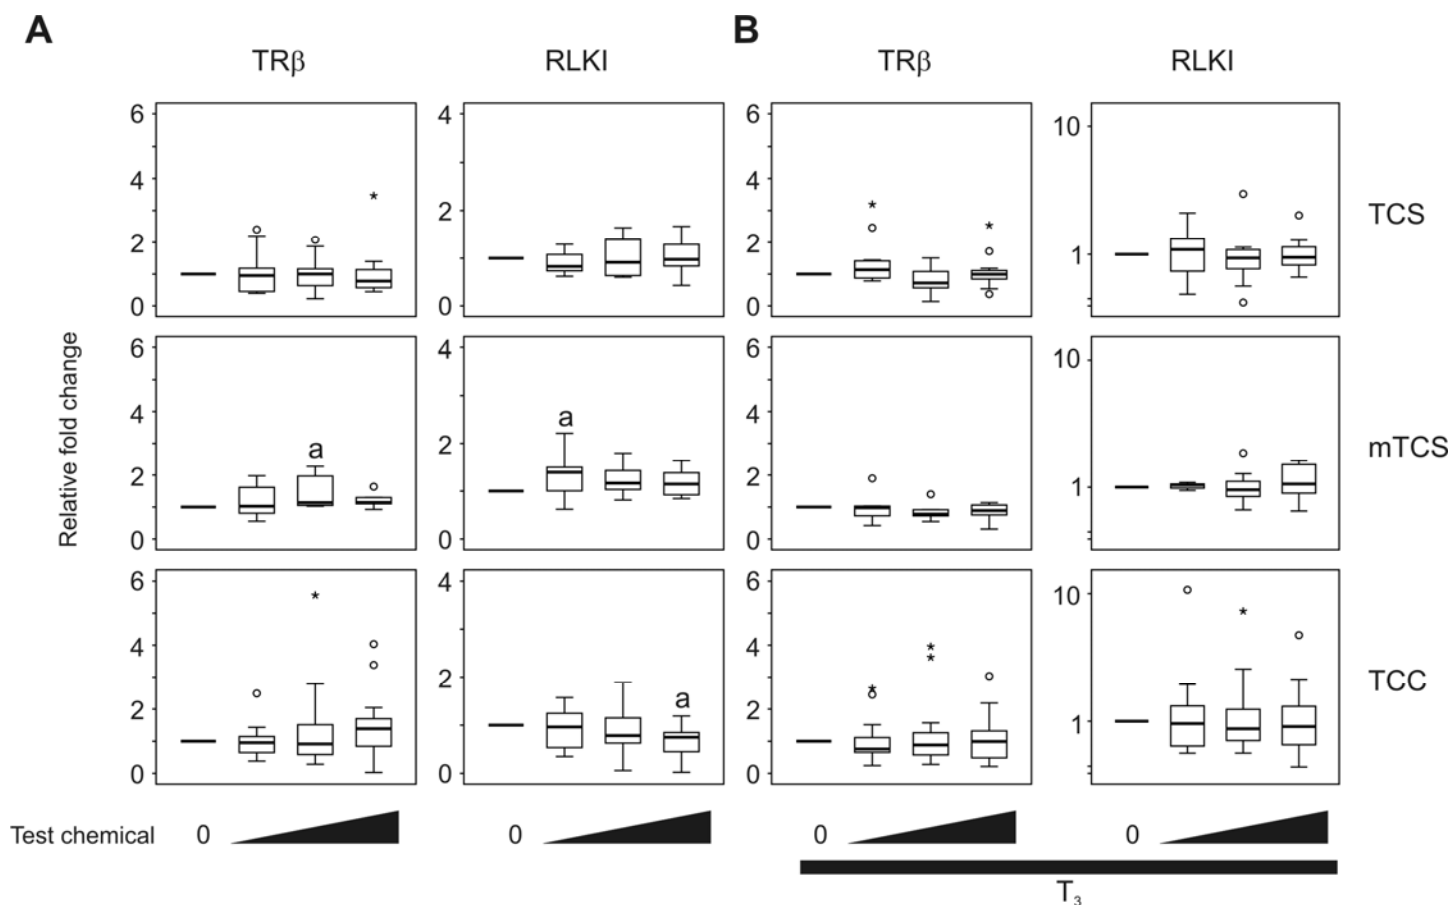 A B
TRβ RLKI TRβ RLKI
6 4 6 10
4
2 4
2 2 1
0 0 0
TCS
* o o * * o o o * o o o o
Relative fold change
6 4 6 10
4
2 4
2 2 1
0 0 0
a a
mTCS
6 4 6 10
4
2 4
2 2 1
0 0 0
a
TCC
Test chemical 0 0 0 0
T₃